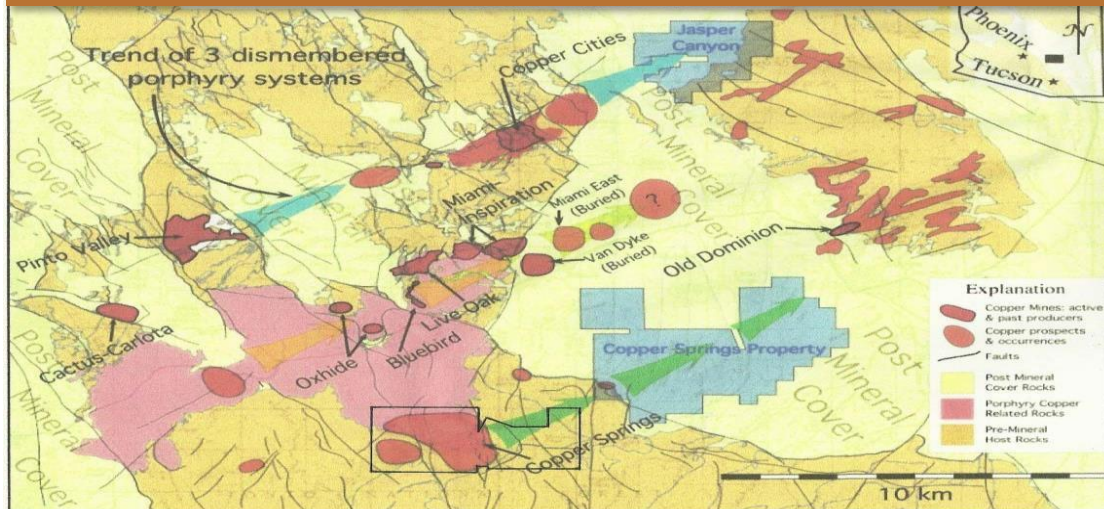 Trend of 3 dismembered
porphyry systems
Post
Mineral
Cover
Copper Cities
Jasper
Canyon
Phoenix
Tucson
N
Post
Mineral
Cover
Miami-
Inspiration
Miami East
(Buried)
?
Van Dyke
(Buried)
Old Dominion
Pinto Valley
Cactus-Carlota
Oxhide
Bluebird
Live Oak
Copper Springs Property
Copper Springs
Post
Mineral
Cover
Post
Mineral
Cover
Explanation
Copper Mines: active
& past producers
Copper prospects
& occurrences
Faults
Post Mineral
Cover Rocks
Porphyry Copper
Related Rocks
Pre-Mineral
Host Rocks
10 km